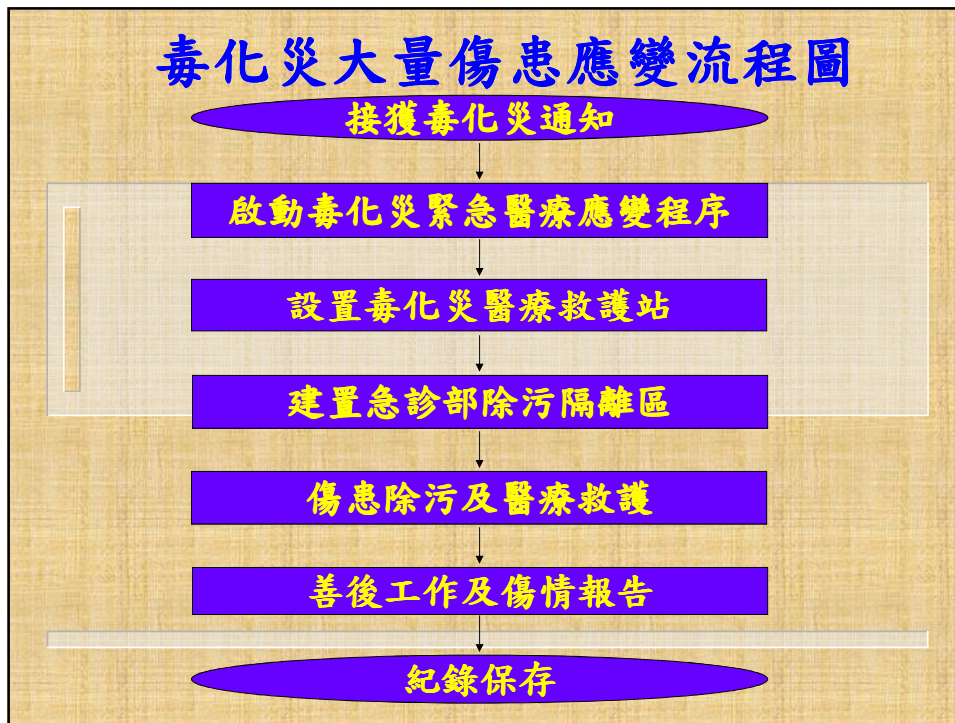 毒化災大量傷患應變流程圖
接獲毒化災通知
啟動毒化災緊急醫療應變程序
設置毒化災醫療救護站
建置急診部除污隔離區
傷患除污及醫療救護
善後工作及傷情報告
紀錄保存